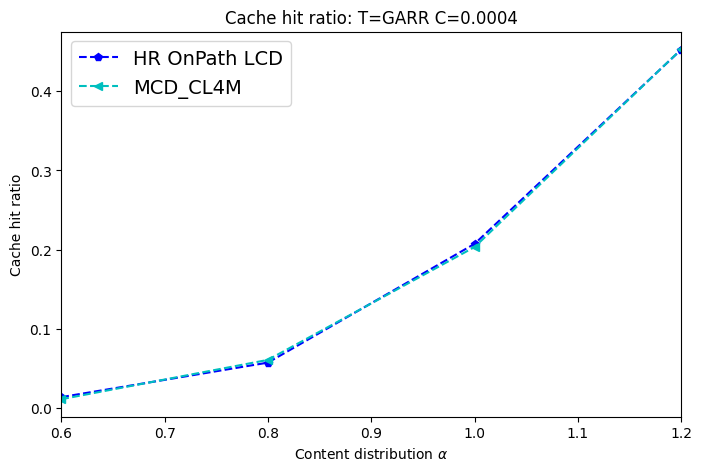 Cache hit ratio: T=GARR C=0.0004
HR OnPath LCD
MCD_CL4M
Cache hit ratio
0.4
0.3
0.2
0.1
0.0
0.6 0.7 0.8 0.9 1.0 1.1 1.2
Content distribution α